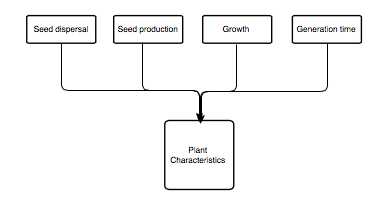 Seed dispersal
Seed production
Growth
Generation time
Plant
Characteristics